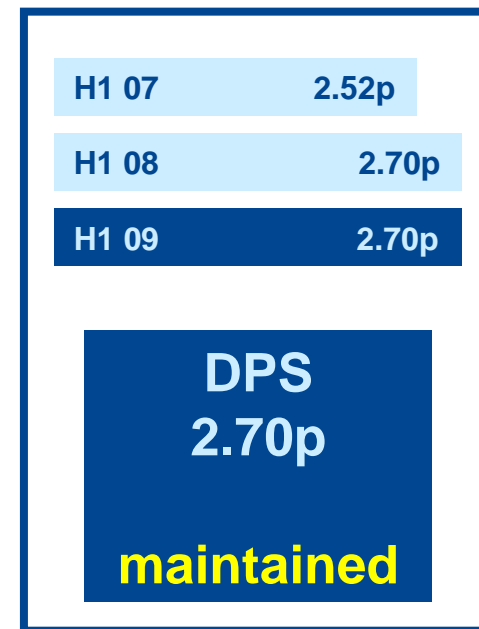 H1 07 2.52p
H1 08 2.70p
H1 09 2.70p
DPS
2.70p
maintained